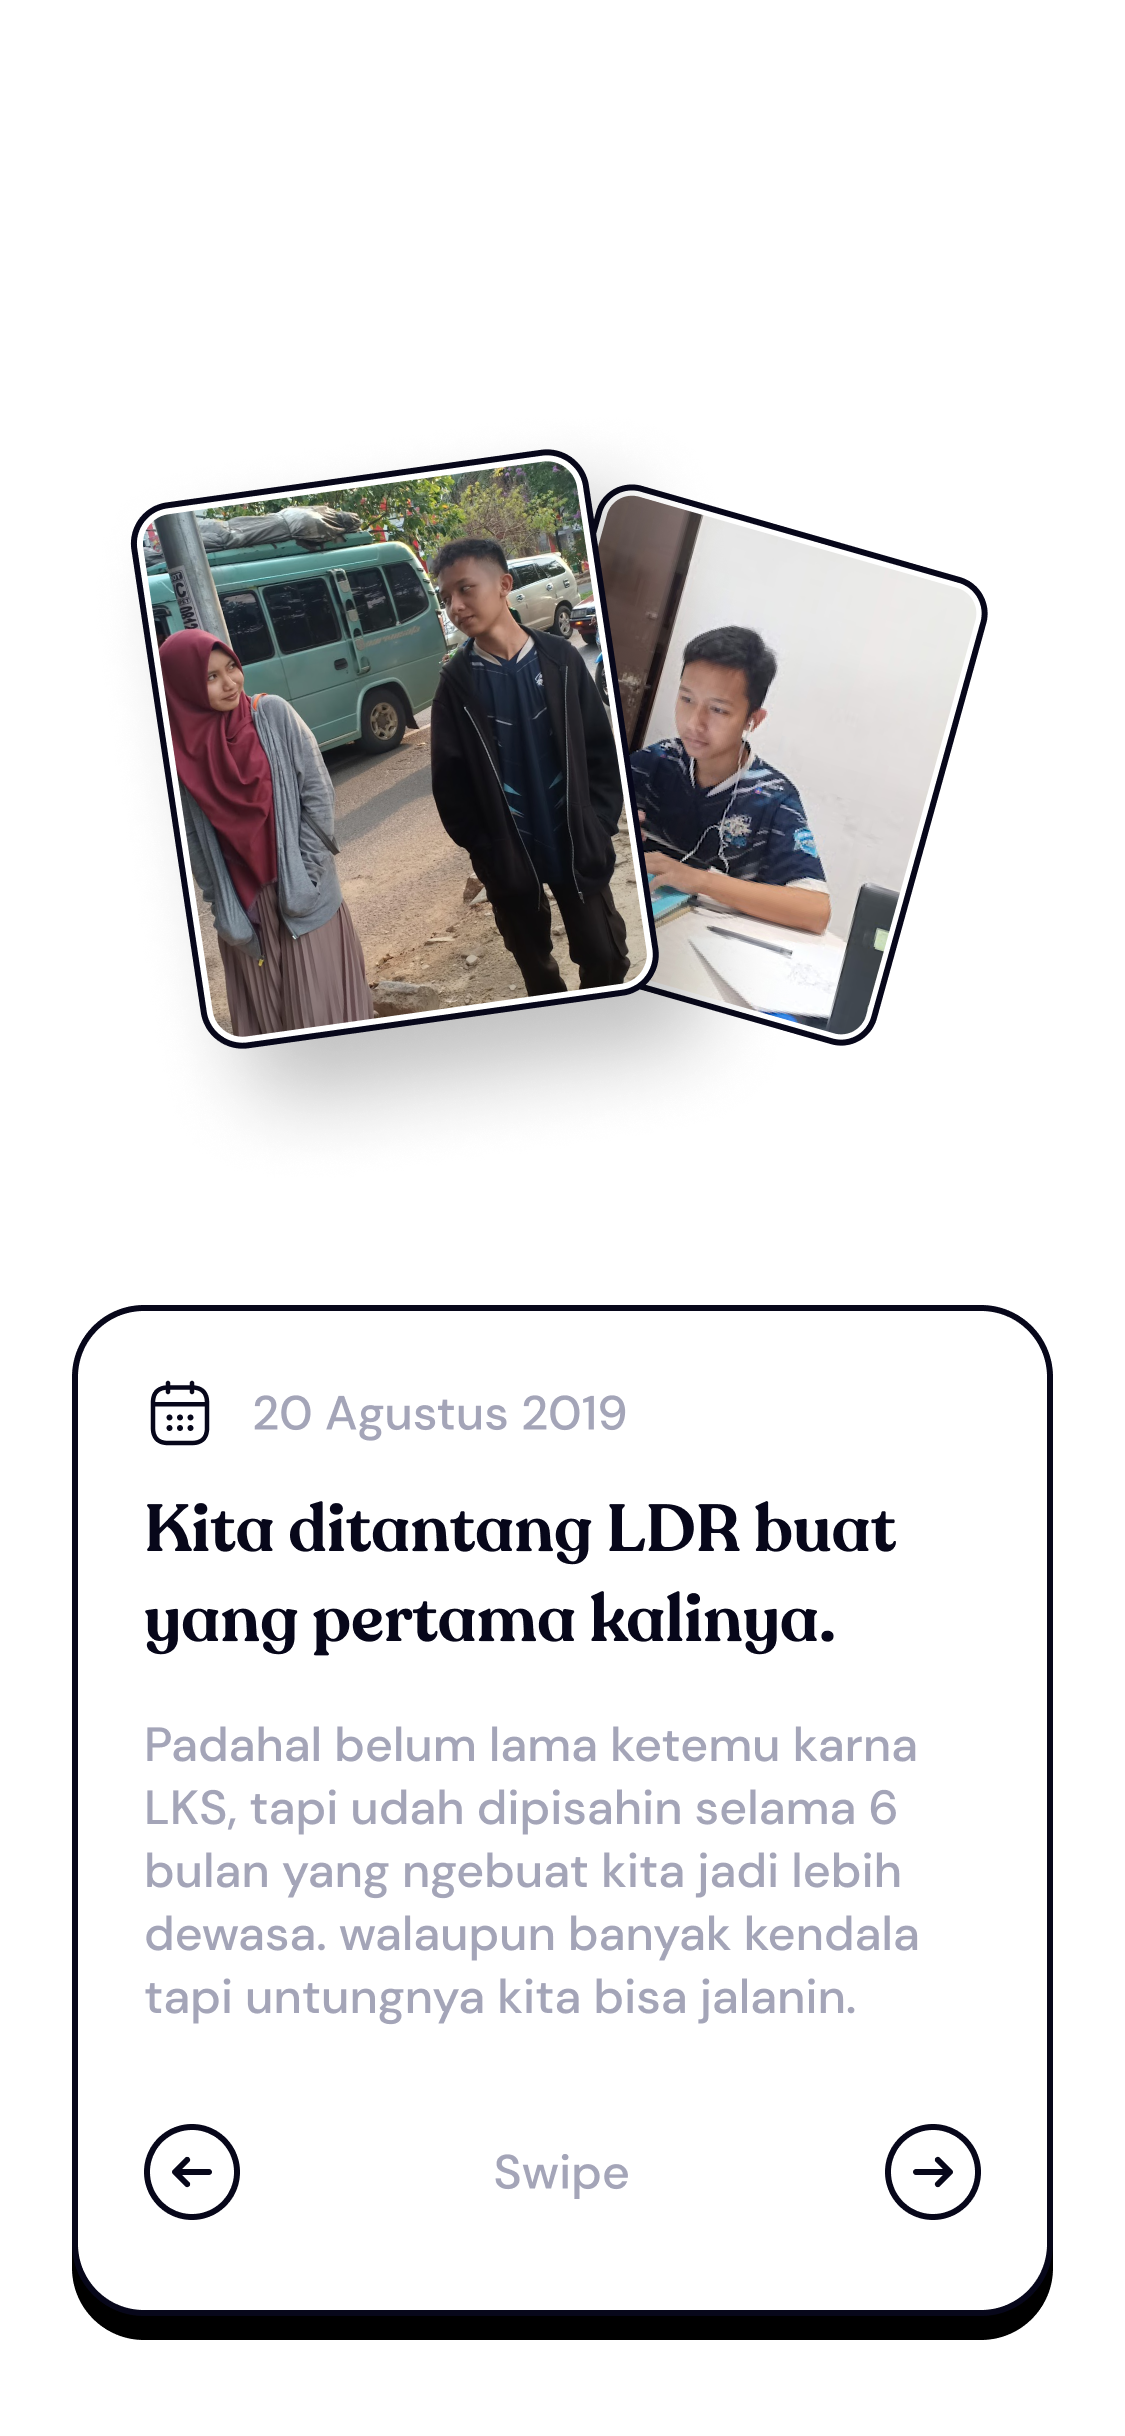 20 Agustus 2019
Kita ditantang LDR buat
yang pertama kalinya.
Padahal belum lama ketemu karna
LKS, tapi udah dipisahin selama 6
bulan yang ngebuat kita jadi lebih
dewasa. walaupun banyak kendala
tapi untungnya kita bisa jalanin.
Swipe